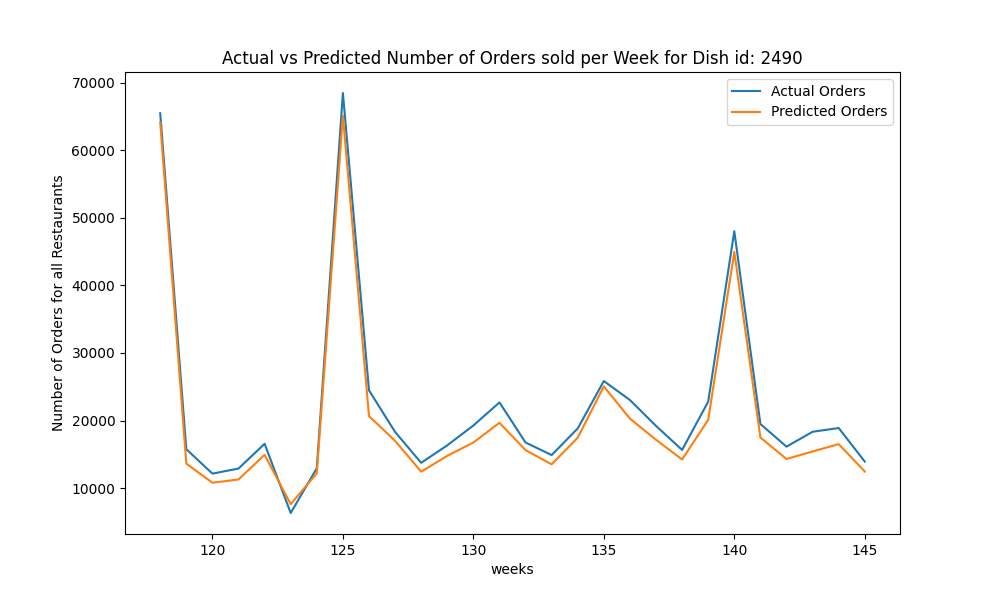 Actual vs Predicted Number of Orders sold per Week for Dish id: 2490
Actual Orders
Predicted Orders
Number of Orders for all Restaurants
70000
60000
50000
40000
30000
20000
10000
120 125 130 135 140 145
weeks